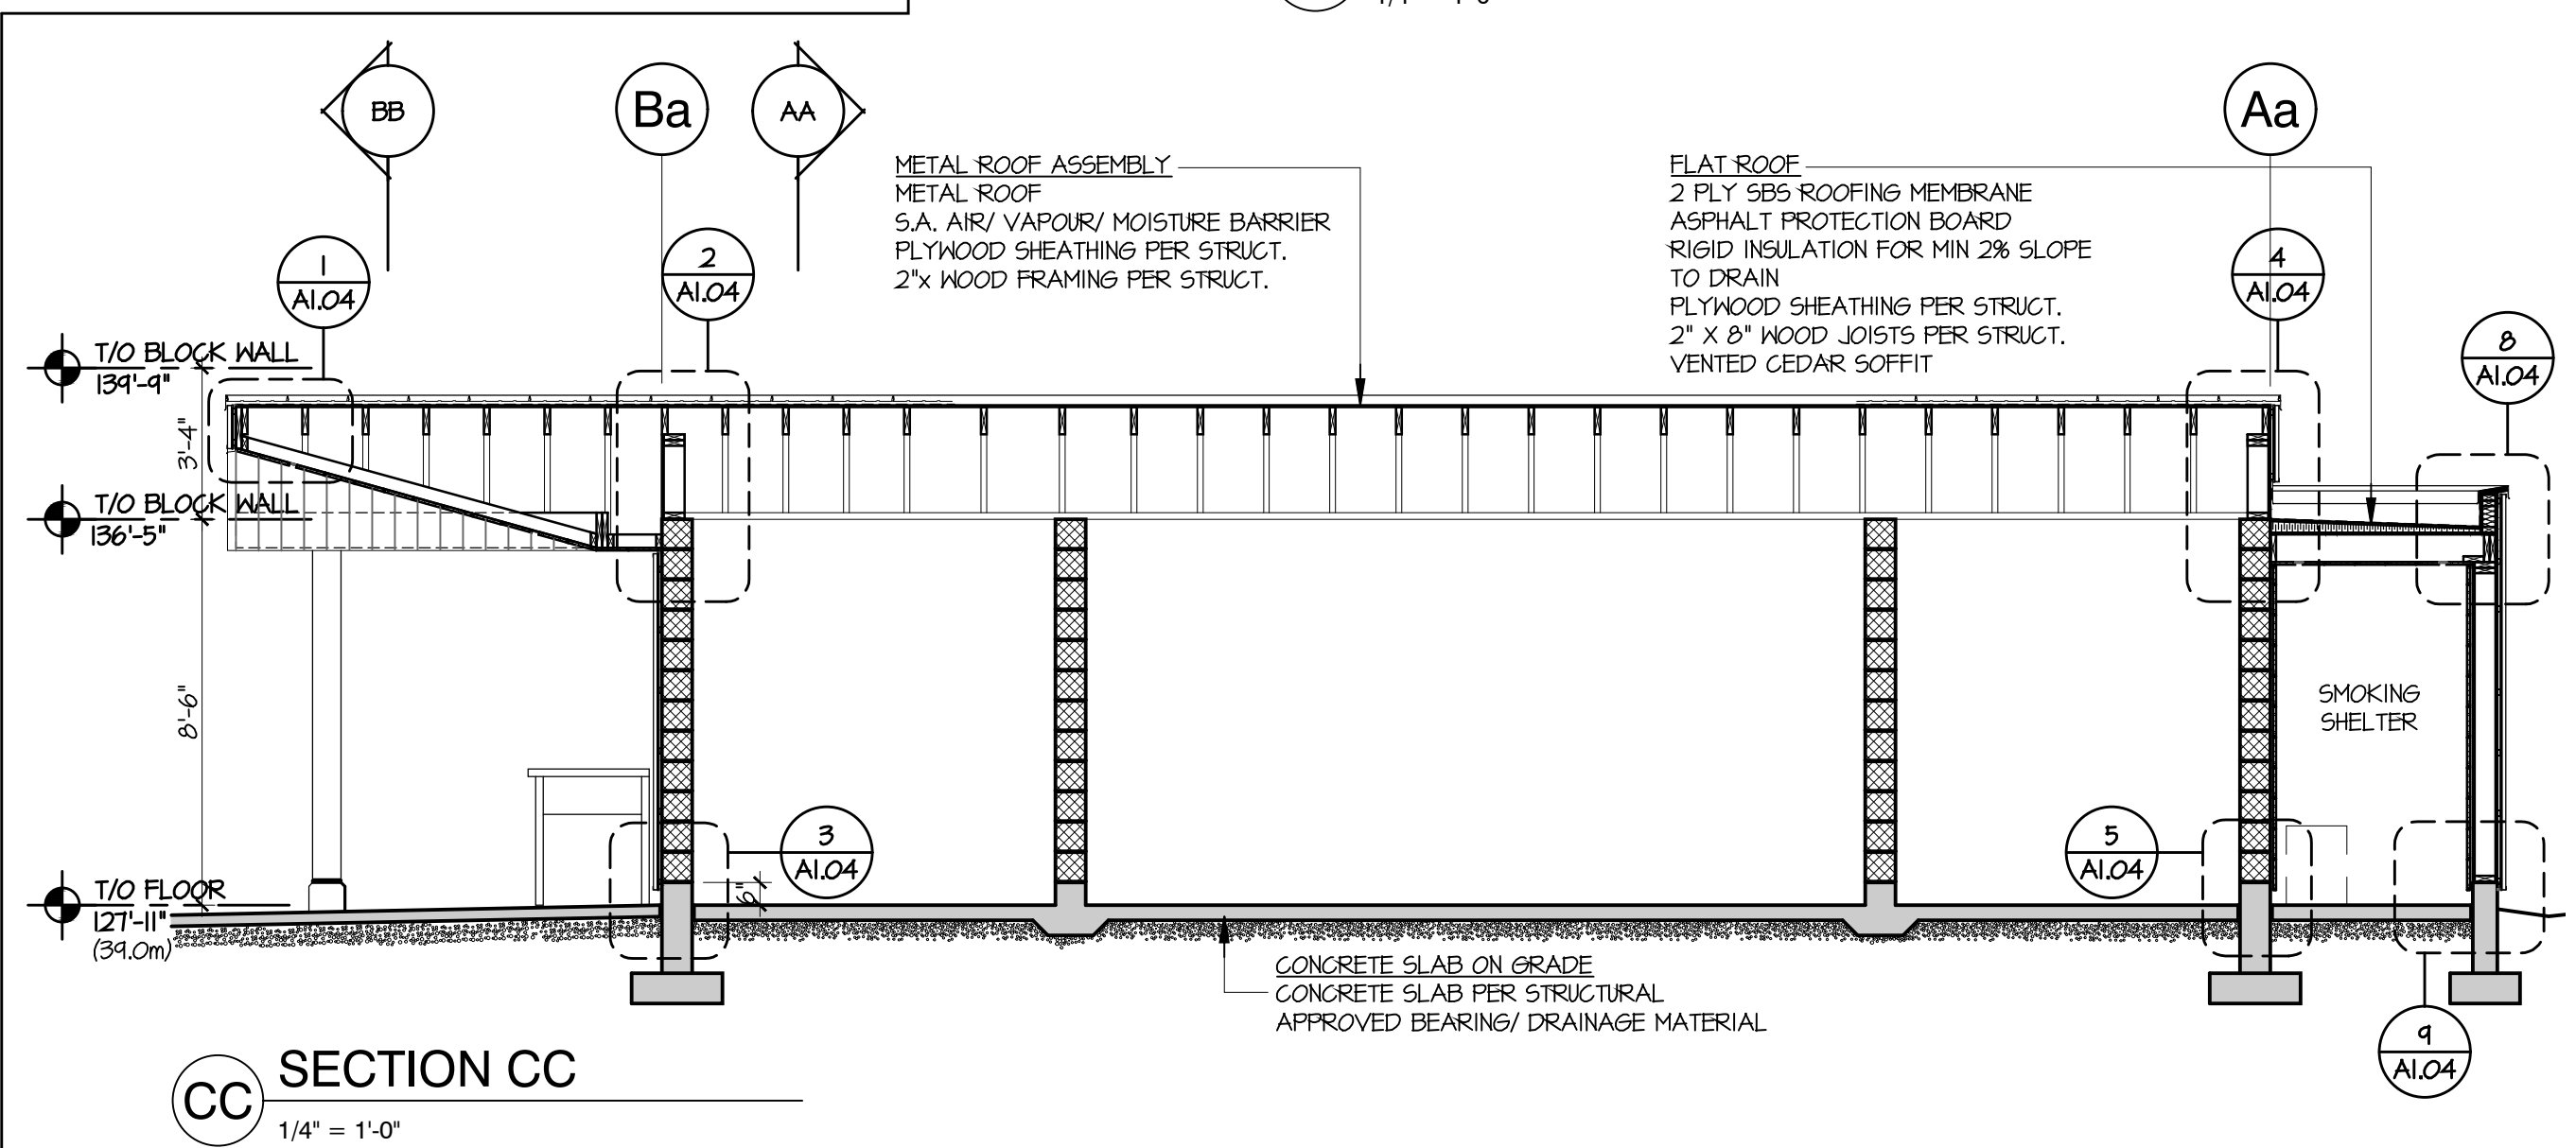 BB
Ba
AA
Aa
METAL ROOF ASSEMBLY
METAL ROOF
S.A. AIR/ VAPOUR/ MOISTURE BARRIER
PLYWOOD SHEATHING PER STRUCT.
2"x WOOD FRAMING PER STRUCT.
FLAT ROOF
2 PLY SBS ROOFING MEMBRANE
ASPHALT PROTECTION BOARD
RIGID INSULATION FOR MIN 2% SLOPE
TO DRAIN
PLYWOOD SHEATHING PER STRUCT.
2" X 8" WOOD JOISTS PER STRUCT.
VENTED CEDAR SOFFIT
1
A1.04
2
A1.04
4
A1.04
8
A1.04
T/O BLOCK WALL
139'-9"
3'-4"
T/O BLOCK WALL
136'-5"
8'-6"
SMOKING
SHELTER
3
A1.04
5
A1.04
6"
T/O FLOOR
127'-11"
(39.0m)
CONCRETE SLAB ON GRADE
CONCRETE SLAB PER STRUCTURAL
APPROVED BEARING/ DRAINAGE MATERIAL
9
A1.04
CC
SECTION CC
1/4" = 1'-0"